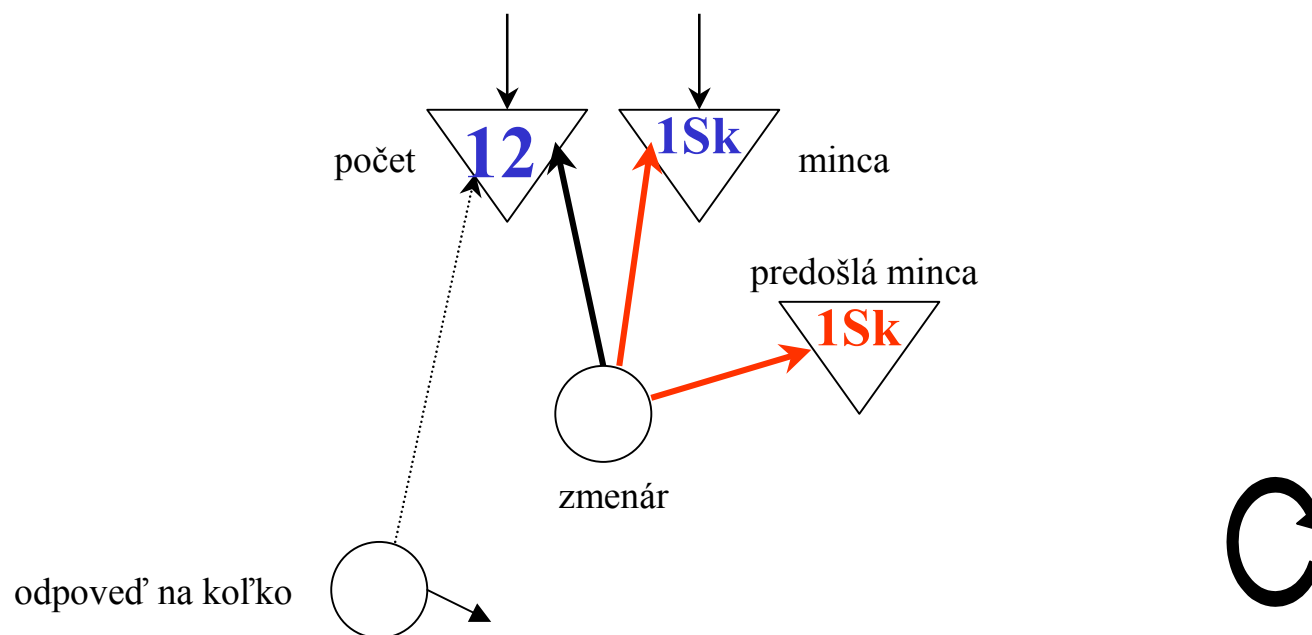 počet
12
1Sk
minca
predošlá minca
1Sk
zmenár
odpoveď na koľko